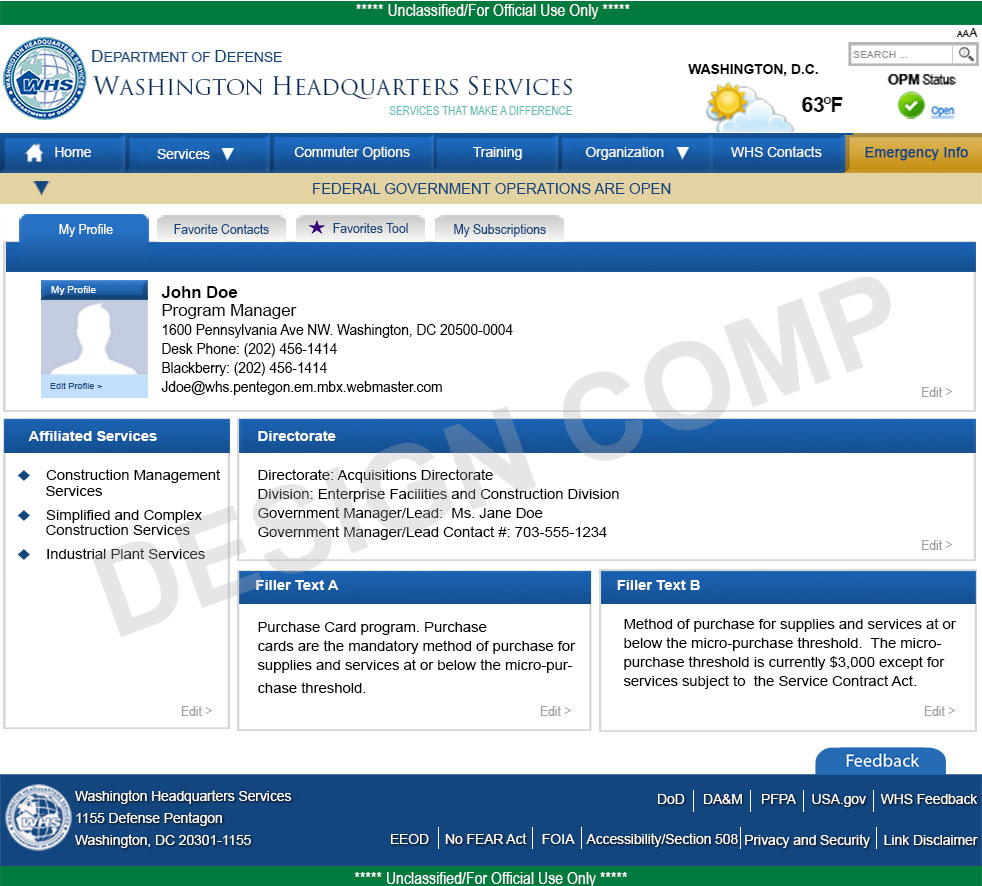 ***** Unclassified/For Official Use Only *****
AAA
DEPARTMENT OF DEFENSE
WASHINGTON HEADQUARTERS SERVICES
SERVICES THAT MAKE A DIFFERENCE
WHS
WASHINGTON, D.C.
63°F
SEARCH ...
OPM Status
Open
Home
Services
Commuter Options
Training
Organization
WHS Contacts
Emergency Info
FEDERAL GOVERNMENT OPERATIONS ARE OPEN
My Profile
Favorite Contacts
Favorites Tool
My Subscriptions
My Profile
Edit Profile >
John Doe
Program Manager
1600 Pennsylvania Ave NW. Washington, DC 20500-0004
Desk Phone: (202) 456-1414
Blackberry: (202) 456-1414
Jdoe@whs.pentegon.em.mbx.webmaster.com
Edit >
DESIGN COMP
Affiliated Services
Construction Management
Services
Simplified and Complex
Construction Services
Industrial Plant Services
Edit >
Directorate
Directorate: Acquisitions Directorate
Division: Enterprise Facilities and Construction Division
Government Manager/Lead: Ms. Jane Doe
Government Manager/Lead Contact #: 703-555-1234
Edit >
Filler Text A
Purchase Card program. Purchase
cards are the mandatory method of purchase for
supplies and services at or below the micro-pur-
chase threshold.
Edit >
Filler Text B
Method of purchase for supplies and services at or
below the micro-purchase threshold. The micro-
purchase threshold is currently $3,000 except for
services subject to the Service Contract Act.
Edit >
Feedback
WHS
Washington Headquarters Services
1155 Defense Pentagon
Washington, DC 20301-1155
DoD | DA&M | PFPA | USA.gov | WHS Feedback
EEOD | No FEAR Act | FOIA | Accessibility/Section 508 | Privacy and Security | Link Disclaimer
***** Unclassified/For Official Use Only *****